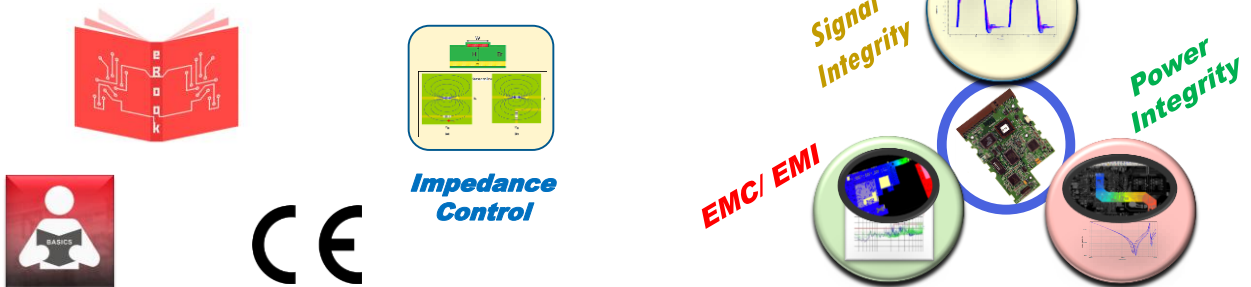 eBook
BASICS
CE
Impedance
Control
Signal
Integrity
Power
Integrity
EMC/ EMI